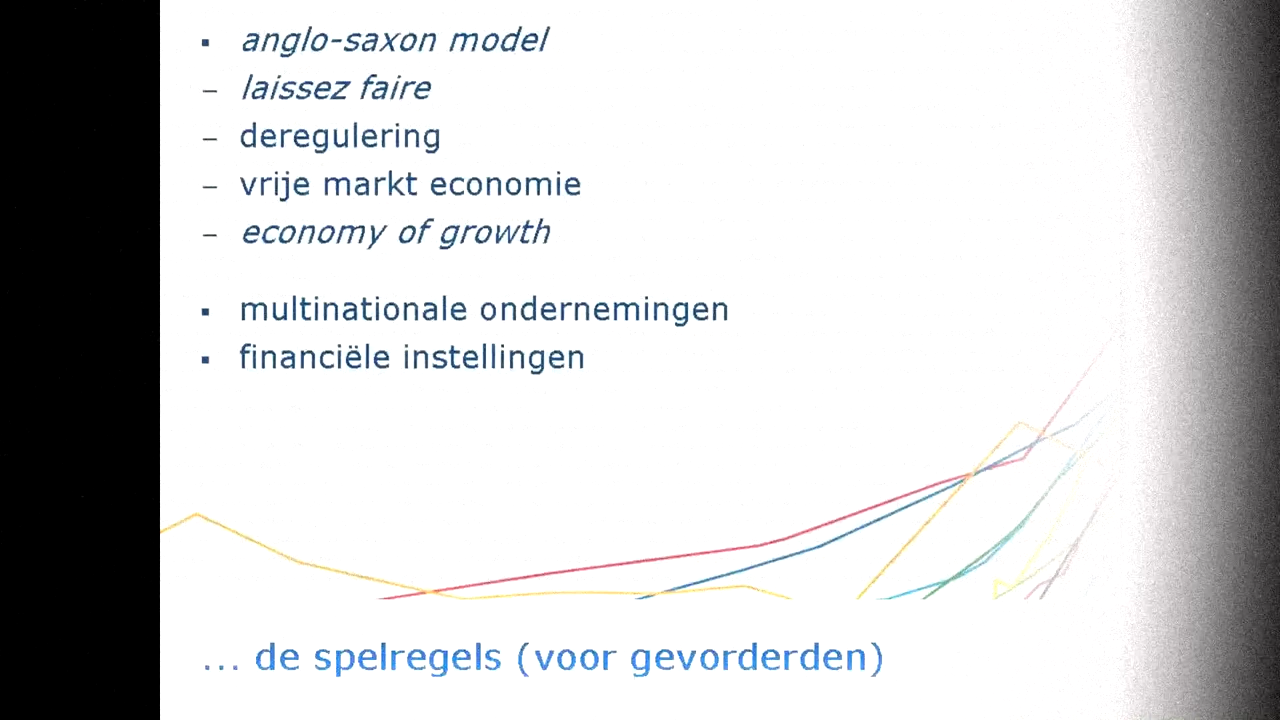 ▪ anglo-saxon model
– laissez faire
– deregulering
– vrije markt economie
– economy of growth
▪ multinationale ondernemingen
▪ financiële instellingen
... de spelregels (voor gevorderden)